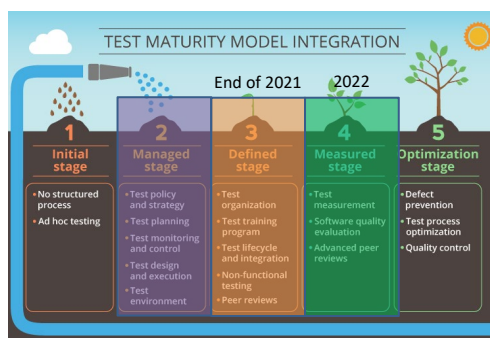 TEST MATURITY MODEL INTEGRATION
End of 2021
2022
1
Initial
stage
• No structured
process
• Ad hoc testing
2
Managed
stage
• Test policy
and strategy
• Test planning
• Test monitoring
and control
• Test design
and execution
• Test
environment
3
Defined
stage
• Test
organization
• Test training
program
• Test lifecycle
and integration
• Non-functional
testing
• Peer reviews
4
Measured
stage
• Test
measurement
• Software quality
evaluation
• Advanced peer
reviews
5
Optimization
stage
• Defect
prevention
• Test process
optimization
• Quality control